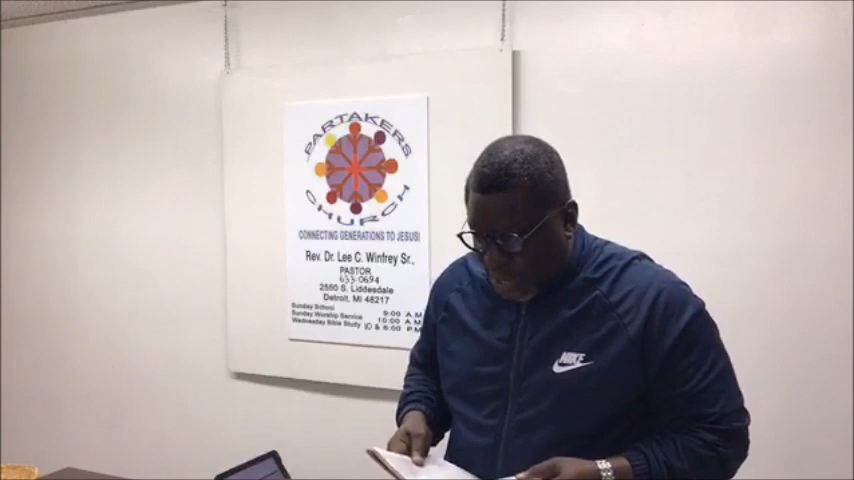 PARTAKERS
CHURCH
CONNECTING GENERATIONS TO JESUS!
Rev. Dr. Lee C. Winfrey Sr.,
PASTOR
633-0694
2550 S. Liddesdale
Detroit, MI 48217
Sunday School 9:00 A.M
Sunday Worship Service 10:00 A.M
Wednesday Bible Study 10 & 6:00 P.M
NIKE